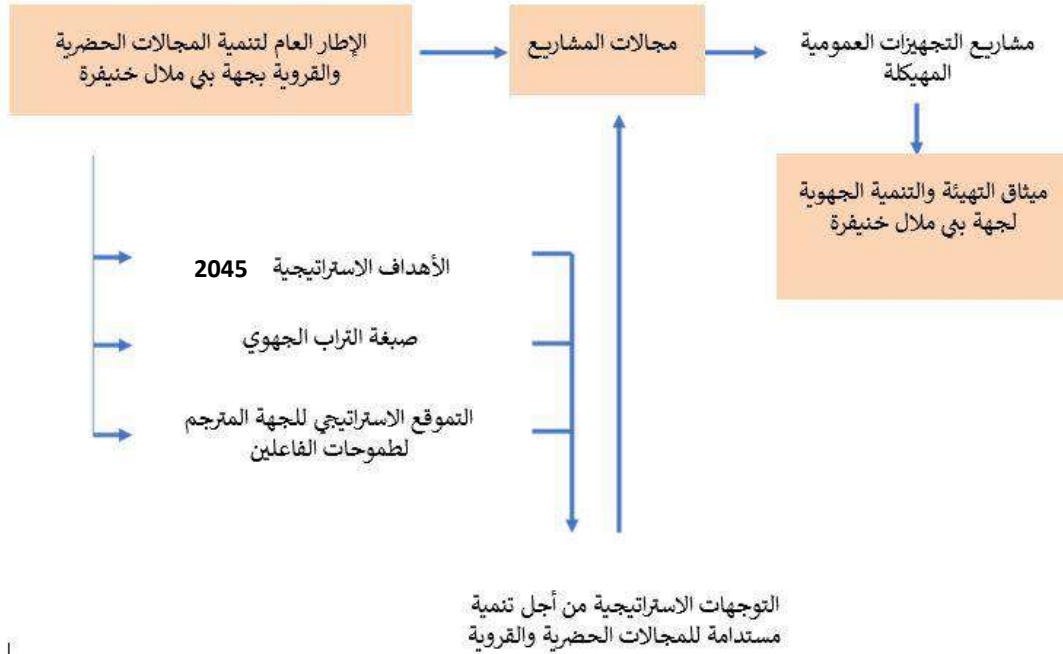 الإطار العام لتنمية المجالات الحضرية
والقروية بجهة بني ملال خنيفرة
مجالات المشاريع
مشاريع التجهيزات العمومية
المهيكلة
ميثاق التهيئة والتنمية الجهوية
لجهة بني ملال خنيفرة
الأهداف الاستراتيجية 2045
صبغة التراب الجهوي
التموقع الاستراتيجي للجهة المترجم
لطموحات الفاعلين
التوجهات الاستراتيجية من أجل تنمية
مستدامة للمجالات الحضرية والقروية